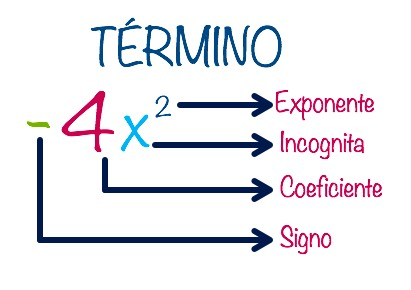 TÉRMINO
- 4x² Exponente
Incognita
Coeficiente
Signo